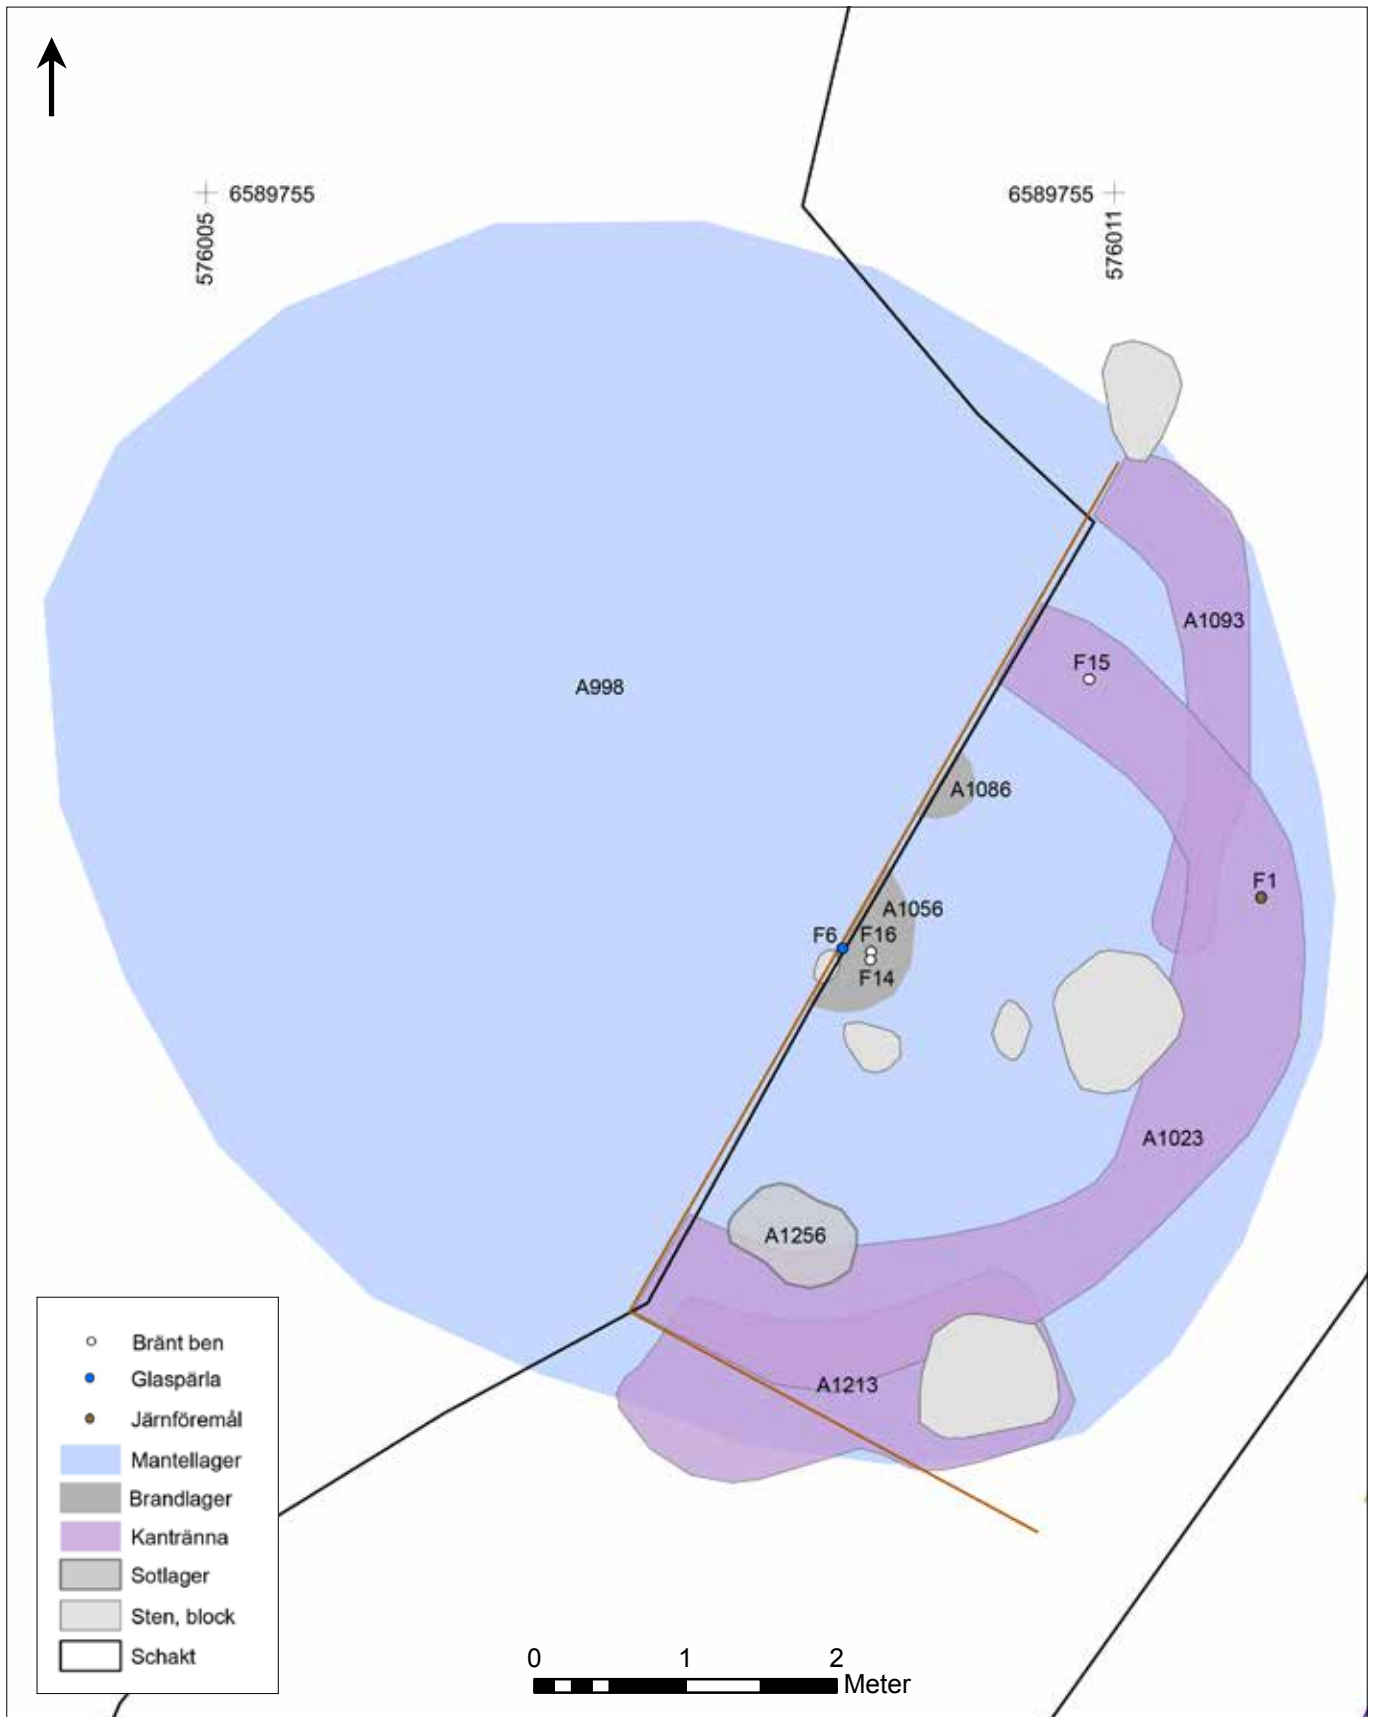 6589755
6589755
576005
576011
A1093
F15
A998
A1086
F1
A1056
F6
F16
F14
A1023
A1256
A1213
Bränt ben
Glaspärla
Järnföremål
Mantellager
Brandlager
Kantränna
Sotlager
Sten, block
Schakt
0 1 2
Meter